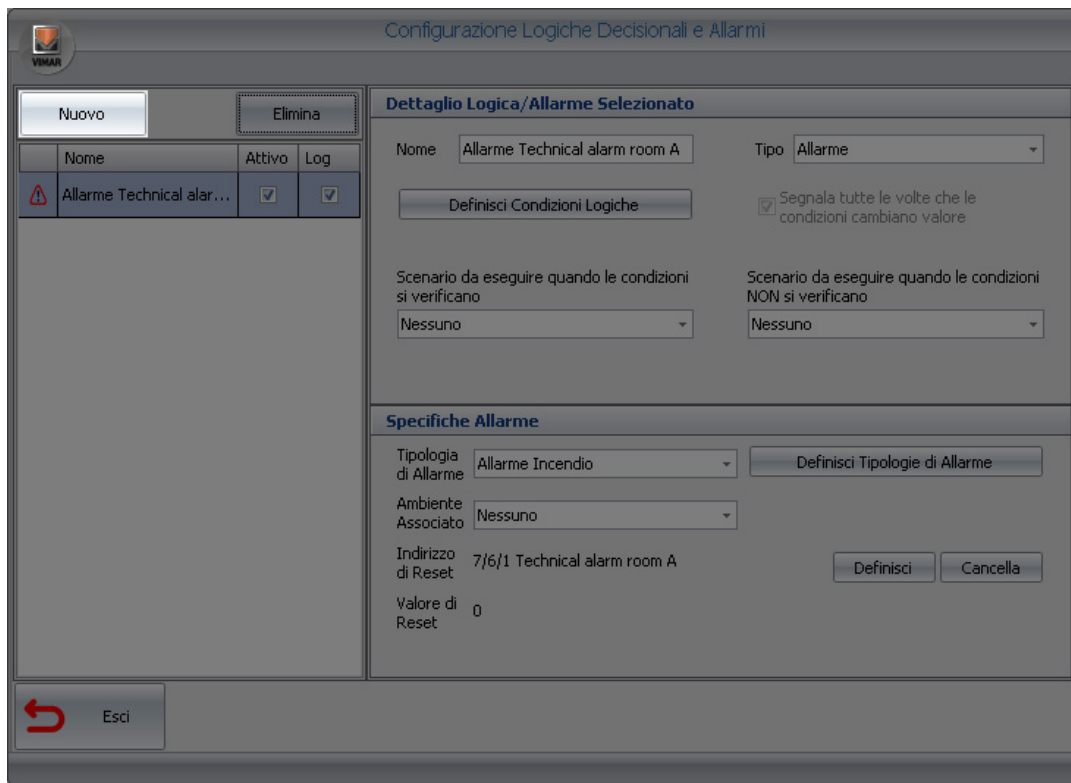 Configurazione Logiche Decisionali e Allarmi
VIMAR
Nuovo
Elimina
Nome Attivo Log
Allarme Technical alar...
Dettaglio Logica/Allarme Selezionato
Nome Allarme Technical alarm room A Tipo Allarme
Definisci Condizioni Logiche
Segnala tutte le volte che le
condizioni cambiano valore
Scenario da eseguire quando le condizioni
si verificano
Nessuno
Scenario da eseguire quando le condizioni
NON si verificano
Nessuno
Specifiche Allarme
Tipologia
di Allarme
Allarme Incendio
Definisci Tipologie di Allarme
Ambiente
Associato
Nessuno
Indirizzo
di Reset
7/6/1 Technical alarm room A
Definisci
Cancella
Valore di
Reset
0
Esci